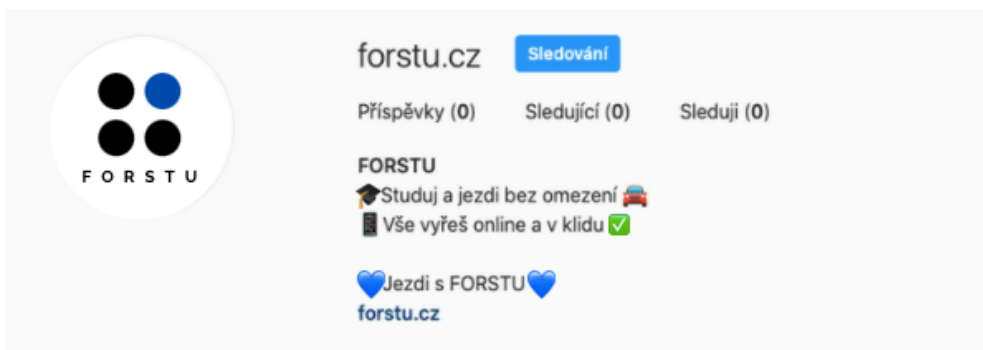 FORSTU
forstu.cz Sledování
Příspěvky (0) Sledující (0) Sleduji (0)
FORSTU
🎓Studuj a jezdi bez omezení 🚘
📱Vše vyřeš online a v klidu ✅
💙Jezdi s FORSTU💙
forstu.cz